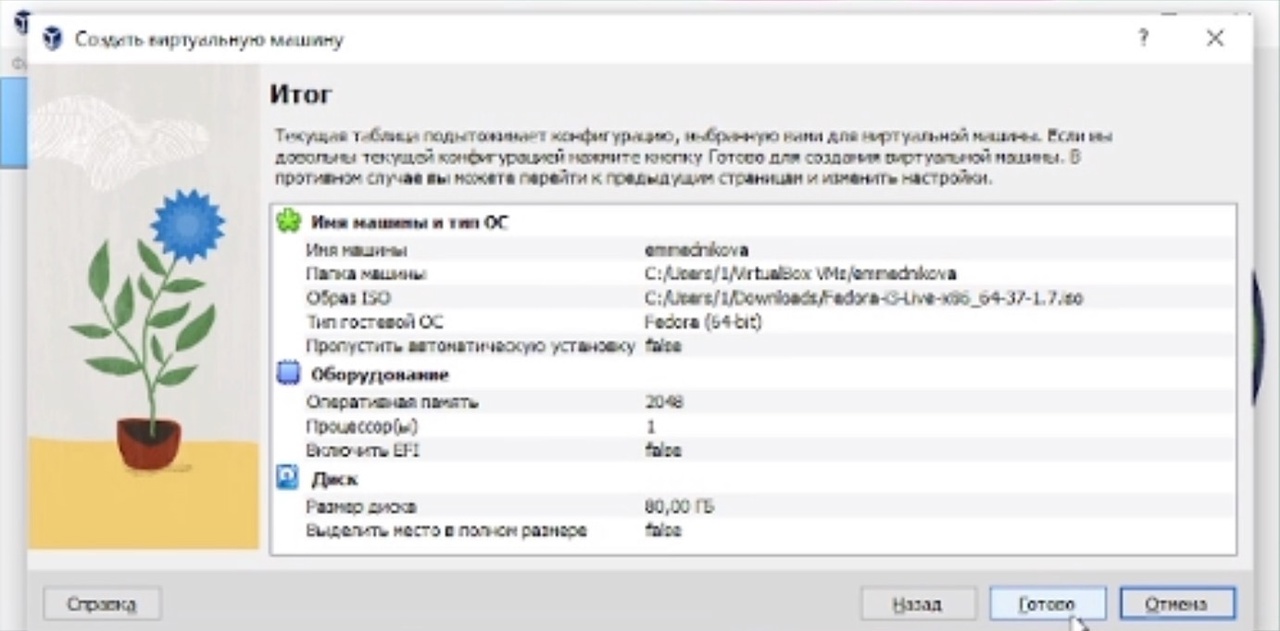 Создать виртуальную машину
Итог
Текущая таблица подытоживает конфигурацию, выбранную вами для виртуальной машины. Если вы
довольны текущей конфигурацией нажмите кнопку Готово для создания виртуальной машины. В
противном случае вы можете перейти к предыдущим страницам и изменить настройки.
Имя машины и тип ОС
Имя машины emmednikova
Папка машины C:/Users/1/VirtualBox VMs/emmednikova
Образ ISO C:/Users/1/Downloads/Fedora-i3-Live-x86_64-37-1.7.iso
Тип гостевой ОС Fedora (64-bit)
Пропустить автоматическую установку false
Оборудование
Оперативная память 2048
Процессор(ы) 1
Включить EFI false
Диск
Размер диска 80,00 ГБ
Выделить место в полном размере false
Справка Назад Готово Отмена